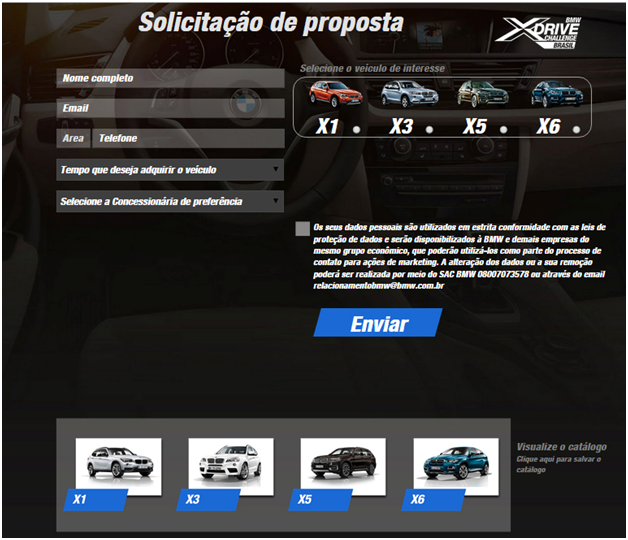 Solicitação de proposta
BMW
XDRIVE
CHALLENGE
BRASIL
Nome completo
Email
Area
Telefone
Tempo que deseja adquirir o veículo
Selecione a Concessionária de preferência
Selecione o veículo de interesse
X1 X3 X5 X6
Os seus dados pessoais são utilizados em estrita conformidade com as leis de
proteção de dados e serão disponibilizados à BMW e demais empresas do
mesmo grupo econômico, que poderão utilizá-los como parte do processo de
contato para ações de marketing. A alteração dos dados ou a sua remoção
poderá ser realizada por meio do SAC BMW 08007073578 ou através do email
relacionamentobmw@bmw.com.br
Enviar
X1 X3 X5 X6
Visualize o catálogo
Clique aqui para salvar o
catálogo